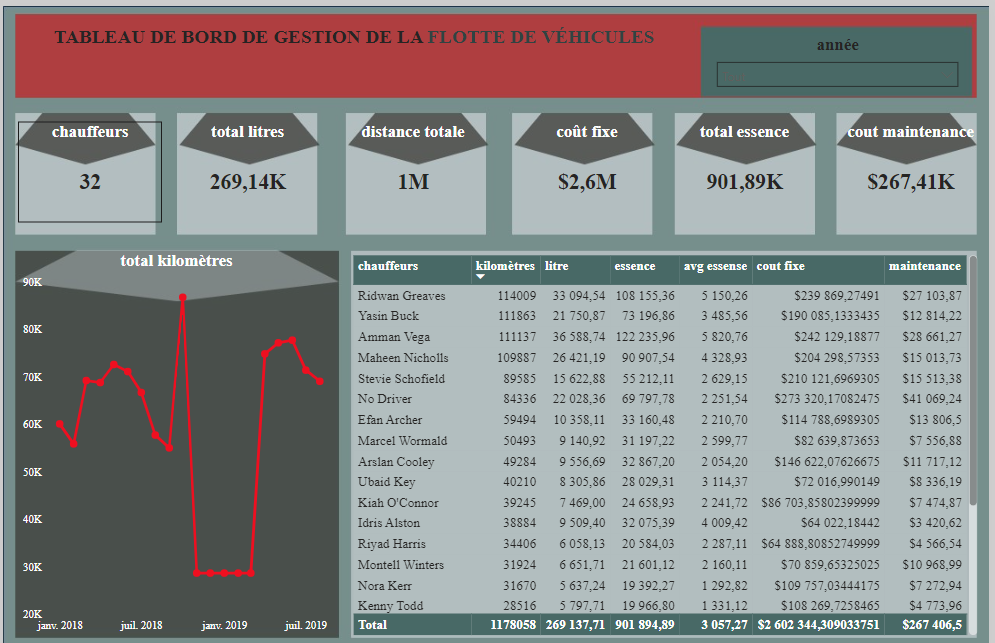 TABLEAU DE BORD DE GESTION DE LA FLOTTE DE VÉHICULES
année
chauffeurs
32
total litres
269,14K
distance totale
1M
coût fixe
$2,6M
total essence
901,89K
cout maintenance
$267,41K
total kilomètres
90K
80K
70K
60K
50K
40K
30K
20K
janv. 2018 juil. 2018 janv. 2019 juil. 2019
chauffeurs kilomètres litre essence avg essense cout fixe maintenance
Ridwan Greaves 114009 33 094,54 108 155,36 5 150,26 $239 869,27491 $27 103,87
Yasin Buck 111863 21 750,87 73 196,86 3 485,56 $190 085,1333435 $12 814,22
Amman Vega 111137 36 588,74 122 235,96 5 820,76 $242 129,18877 $28 661,27
Maheen Nicholls 109887 26 421,19 90 907,54 4 328,93 $204 298,57353 $15 013,73
Stevie Schofield 89585 15 622,88 55 212,11 2 629,15 $210 121,6969305 $15 513,38
No Driver 84336 22 028,36 69 797,78 2 251,54 $273 320,17082475 $41 069,24
Efan Archer 59494 10 358,11 33 160,48 2 210,70 $114 788,6989305 $13 806,5
Marcel Wormald 50493 9 140,92 31 197,22 2 599,77 $82 639,873653 $7 556,88
Arslan Cooley 49284 9 556,69 32 867,20 2 054,20 $146 622,07626675 $11 717,12
Ubaid Key 40210 8 305,86 28 029,31 3 114,37 $72 016,990149 $8 336,19
Kiah O'Connor 39245 7 469,00 24 658,93 2 241,72 $86 703,85802399999 $7 474,87
Idris Alston 38884 9 509,40 32 075,39 4 009,42 $64 022,18442 $3 420,62
Riyad Harris 34406 6 058,13 20 584,03 2 287,11 $64 888,80852749999 $4 566,54
Montell Winters 31924 6 651,71 21 601,12 2 160,11 $70 859,65325025 $10 968,99
Nora Kerr 31670 5 637,24 19 392,27 1 292,82 $109 757,03444175 $7 272,94
Kenny Todd 28516 5 797,71 19 966,80 1 331,12 $108 269,7258465 $4 773,96
Total 1178058 269 137,71 901 894,89 3 057,27 $2 602 344,309033751 $267 406,5